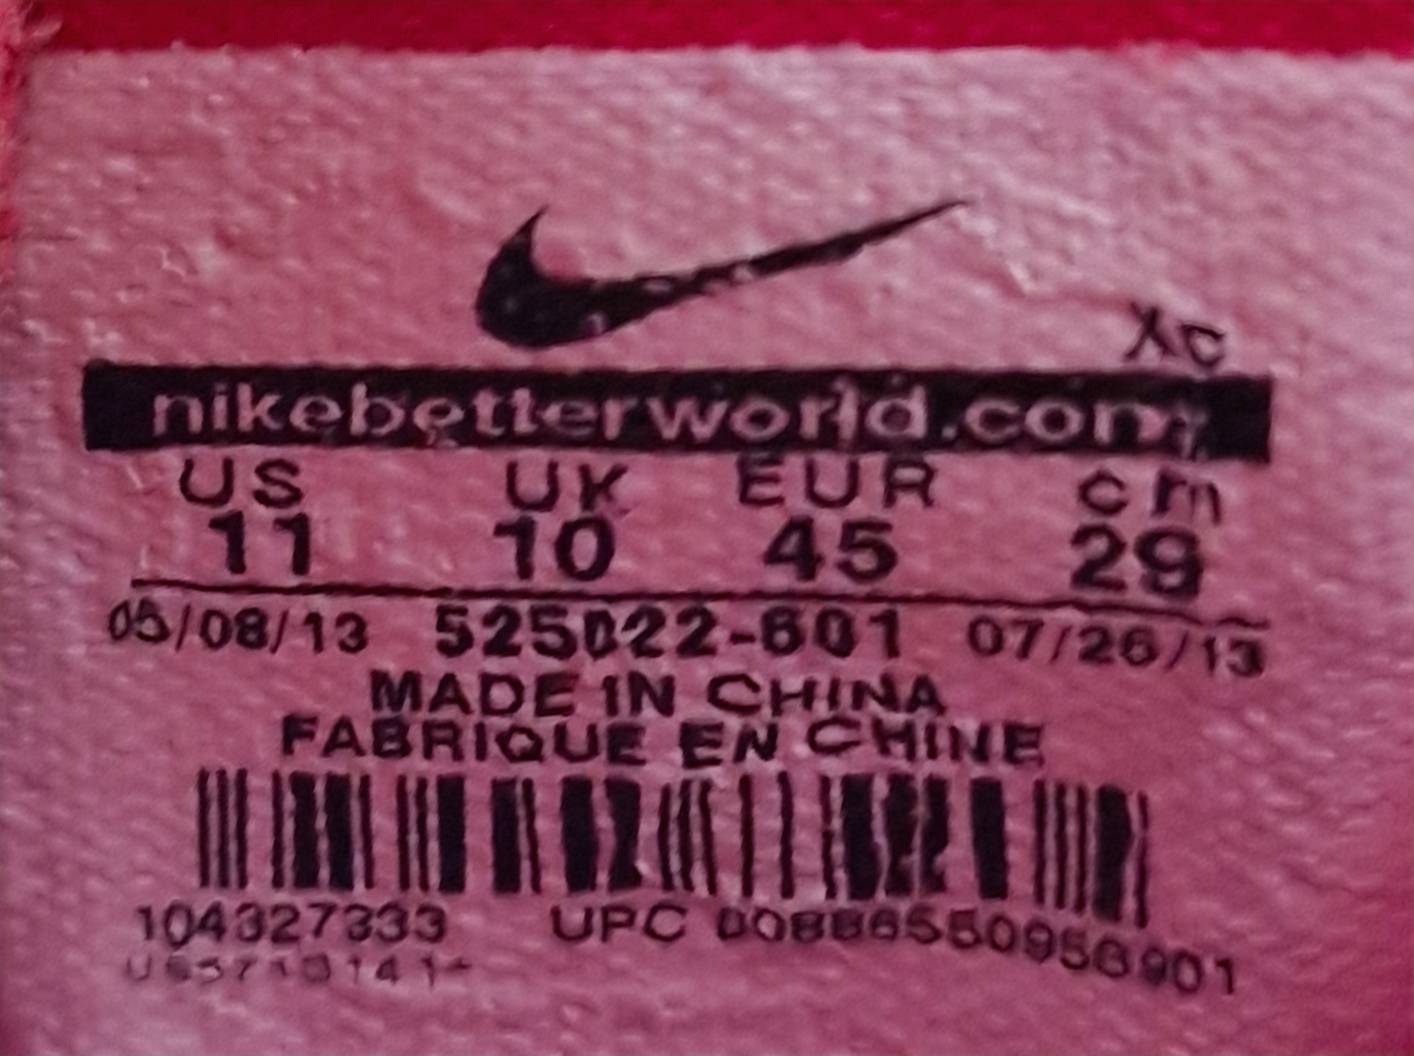 XC
nikebetterworld.com
US UK EUR cm
11 10 45 29
05/08/13 525022-601 07/26/13
MADE IN CHINA
FABRIQUE EN CHINE
104327333 UPC